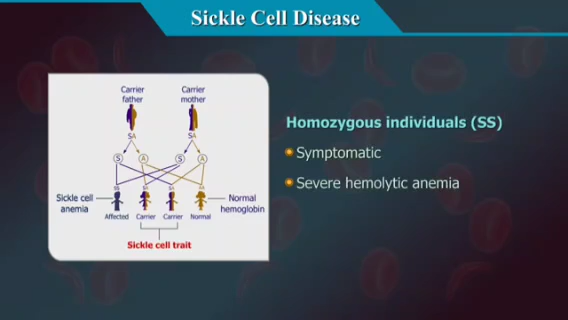 Sickle Cell Disease
Carrier father
Carrier mother
SA
SA
S
A
S
A
SS
SA
SA
AA
Sickle cell anemia
Affected
Carrier
Carrier
Normal
Normal hemoglobin
Sickle cell trait
Homozygous individuals (SS)
Symptomatic
Severe hemolytic anemia